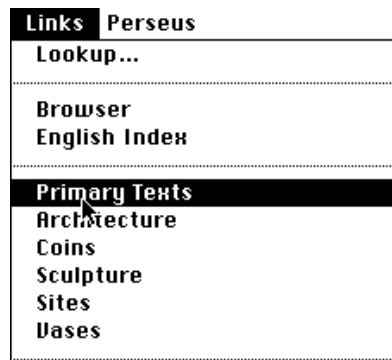 Links Perseus
Lookup...
Browser
English Index
Primary Texts
Architecture
Coins
Sculpture
Sites
Vases